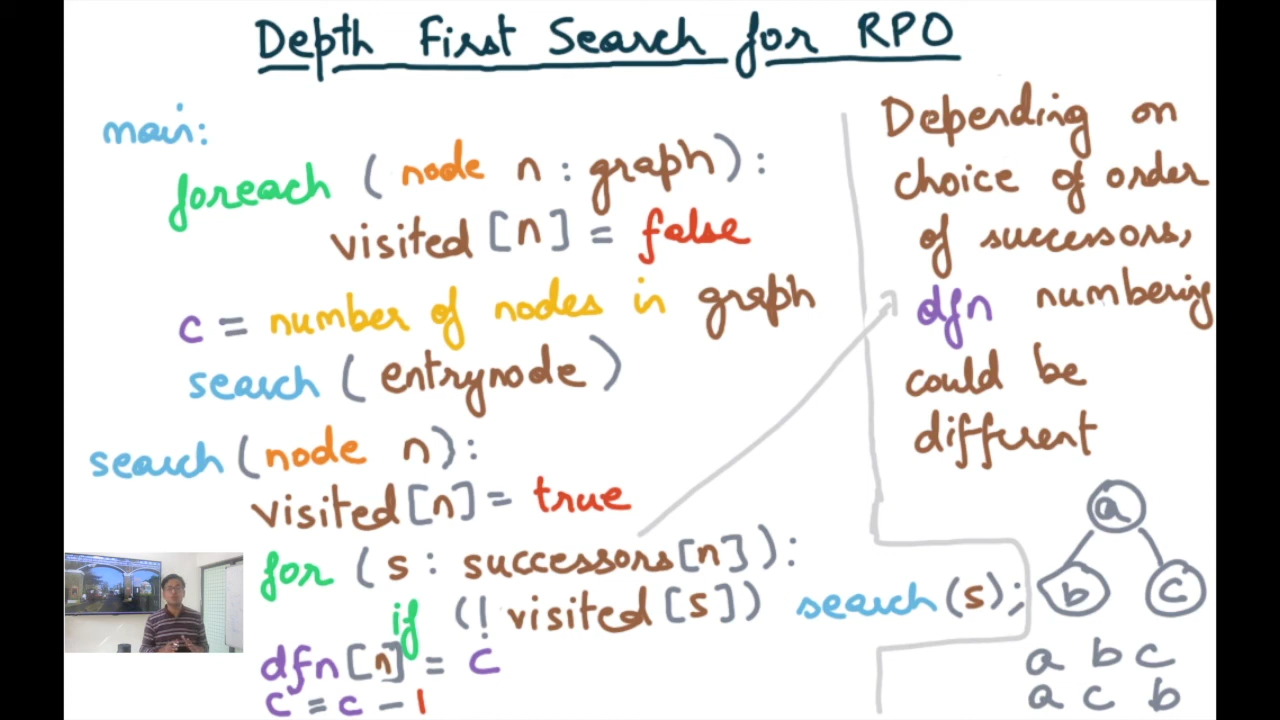 Depth First Search for RPO
main:
foreach (node n : graph):
visited [n] = false
c = number of nodes in graph
search (entrynode)
search (node n):
visited [n] = true
for (s : successors[n]):
if (! visited [s]) search (s);
dfn [n] = c
c = c - 1
Depending on
choice of order
of successors,
dfn numbering
could be
different
a
b c
a b c
a c b